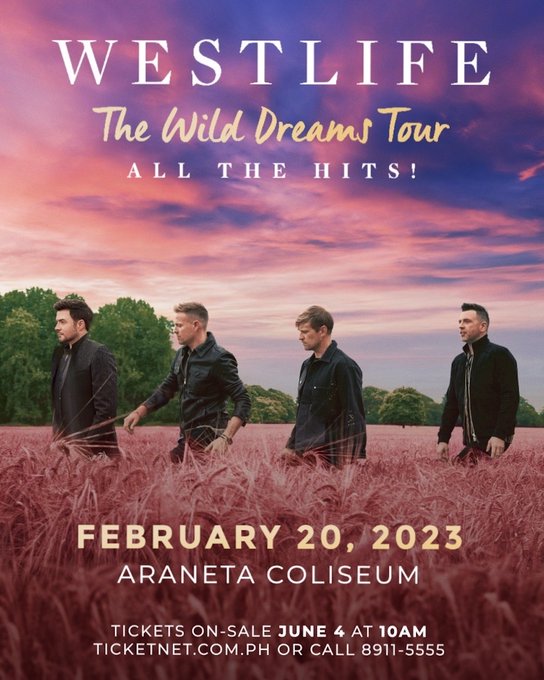 WESTLIFE
The Wild Dreams Tour
ALL THE HITS!
FEBRUARY 20, 2023
ARANETA COLISEUM
TICKETS ON-SALE JUNE 4 AT 10AM
TICKETNET.COM.PH OR CALL 8911-5555